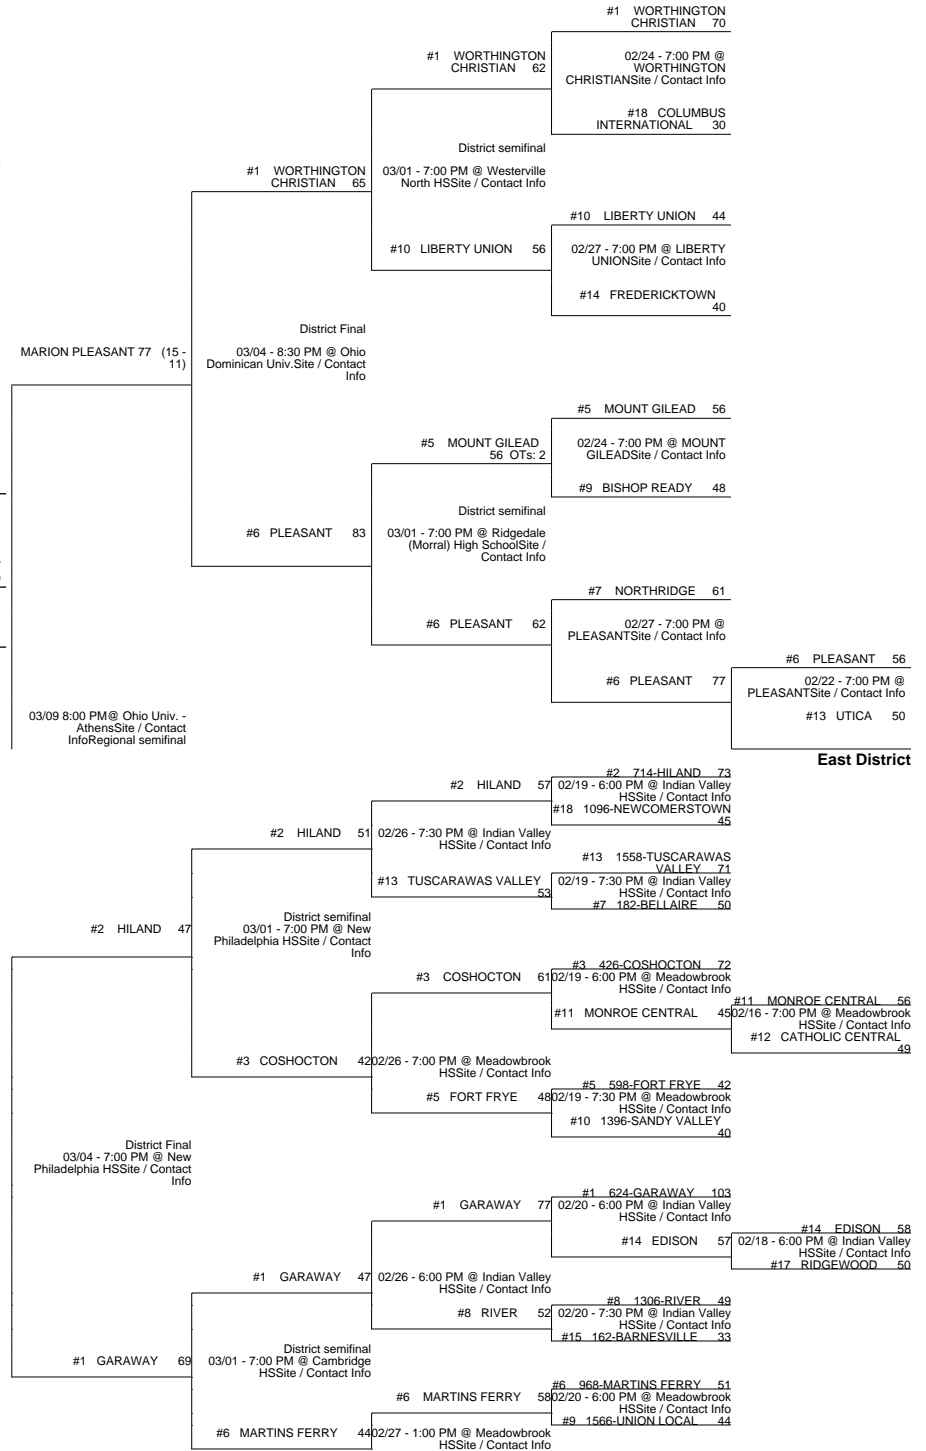 #1 WORTHINGTON
CHRISTIAN 70
#1 WORTHINGTON
CHRISTIAN 62
02/24 - 7:00 PM @
WORTHINGTON
CHRISTIANSite / Contact Info
#18 COLUMBUS
INTERNATIONAL 30
District semifinal
#1 WORTHINGTON
CHRISTIAN 65
03/01 - 7:00 PM @ Westerville
North HSSite / Contact Info
#10 LIBERTY UNION 44
#10 LIBERTY UNION 56
02/27 - 7:00 PM @ LIBERTY
UNIONSite / Contact Info
#14 FREDERICKTOWN
40
District Final
MARION PLEASANT 77 (15 -
11)
03/04 - 8:30 PM @ Ohio
Dominican Univ.Site / Contact
Info
#5 MOUNT GILEAD 56
#5 MOUNT GILEAD
56 OTs: 2
02/24 - 7:00 PM @ MOUNT
GILEADSite / Contact Info
#9 BISHOP READY 48
District semifinal
#6 PLEASANT 83
03/01 - 7:00 PM @ Ridgedale
(Morral) High SchoolSite /
Contact Info
#7 NORTHRIDGE 61
#6 PLEASANT 62
02/27 - 7:00 PM @
PLEASANTSite / Contact Info
#6 PLEASANT 56
#6 PLEASANT 77
02/22 - 7:00 PM @
PLEASANTSite / Contact Info
#13 UTICA 50
03/09 8:00 PM@ Ohio Univ. -
AthensSite / Contact
InfoRegional semifinal
East District
#2 714-HILAND 73
#2 HILAND 57
02/19 - 6:00 PM @ Indian Valley
HSSite / Contact Info
#18 1096-NEWCOMERSTOWN
45
#2 HILAND 51
02/26 - 7:30 PM @ Indian Valley
HSSite / Contact Info
#13 1558-TUSCARAWAS
VALLEY 71
#13 TUSCARAWAS VALLEY
53
02/19 - 7:30 PM @ Indian Valley
HSSite / Contact Info
#7 182-BELLAIRE 50
#2 HILAND 47
District semifinal
03/01 - 7:00 PM @ New
Philadelphia HSSite / Contact
Info
#3 426-COSHOCTON 72
#3 COSHOCTON 61
02/19 - 6:00 PM @ Meadowbrook
HSSite / Contact Info
#11 MONROE CENTRAL 56
#11 MONROE CENTRAL 45
02/16 - 7:00 PM @ Meadowbrook
HSSite / Contact Info
#12 CATHOLIC CENTRAL
49
#3 COSHOCTON 42
02/26 - 7:00 PM @ Meadowbrook
HSSite / Contact Info
#5 598-FORT FRYE 42
#5 FORT FRYE 48
02/19 - 7:30 PM @ Meadowbrook
HSSite / Contact Info
#10 1396-SANDY VALLEY
40
District Final
03/04 - 7:00 PM @ New
Philadelphia HSSite / Contact
Info
#1 624-GARAWAY 103
#1 GARAWAY 77
02/20 - 6:00 PM @ Indian Valley
HSSite / Contact Info
#14 EDISON 58
#14 EDISON 57
02/18 - 6:00 PM @ Indian Valley
HSSite / Contact Info
#17 RIDGEWOOD 50
#1 GARAWAY 47
02/26 - 6:00 PM @ Indian Valley
HSSite / Contact Info
#8 1306-RIVER 49
#8 RIVER 52
02/20 - 7:30 PM @ Indian Valley
HSSite / Contact Info
#15 162-BARNESVILLE 33
#1 GARAWAY 69
District semifinal
03/01 - 7:00 PM @ Cambridge
HSSite / Contact Info
#6 968-MARTINS FERRY 51
#6 MARTINS FERRY 58
02/20 - 6:00 PM @ Meadowbrook
HSSite / Contact Info
#9 1566-UNION LOCAL 44
#6 MARTINS FERRY 44
02/27 - 1:00 PM @ Meadowbrook
HSSite / Contact Info